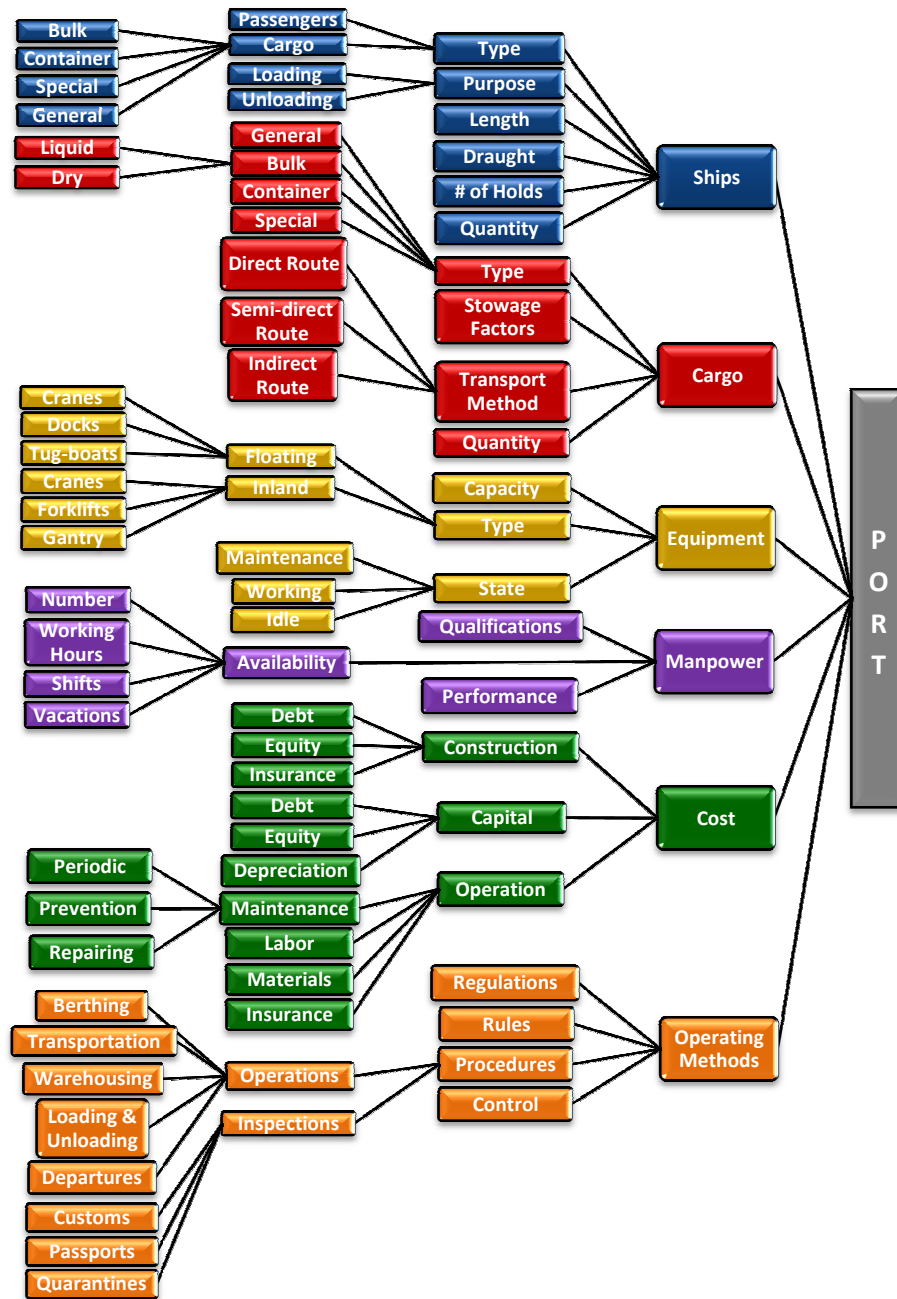 Bulk
Container
Special
General
Liquid
Dry
Passengers
Cargo
Loading
Unloading
General
Bulk
Container
Special
Direct Route
Semi-direct
Route
Indirect
Route
Type
Purpose
Length
Draught
# of Holds
Quantity
Type
Stowage
Factors
Transport
Method
Quantity
Ships
Cargo
Cranes
Docks
Tug-boats
Cranes
Forklifts
Gantry
Floating
Inland
Maintenance
Working
Idle
Capacity
Type
State
Equipment
Number
Working
Hours
Shifts
Vacations
Availability
Qualifications
Performance
Manpower
Debt
Equity
Insurance
Debt
Equity
Depreciation
Periodic
Prevention
Repairing
Maintenance
Labor
Materials
Insurance
Construction
Capital
Operation
Cost
Berthing
Transportation
Warehousing
Loading &
Unloading
Departures
Customs
Passports
Quarantines
Operations
Inspections
Regulations
Rules
Procedures
Control
Operating
Methods
P
O
R
T